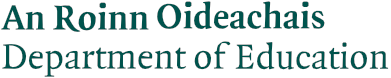 An Roinn Oideachais
Department of Education